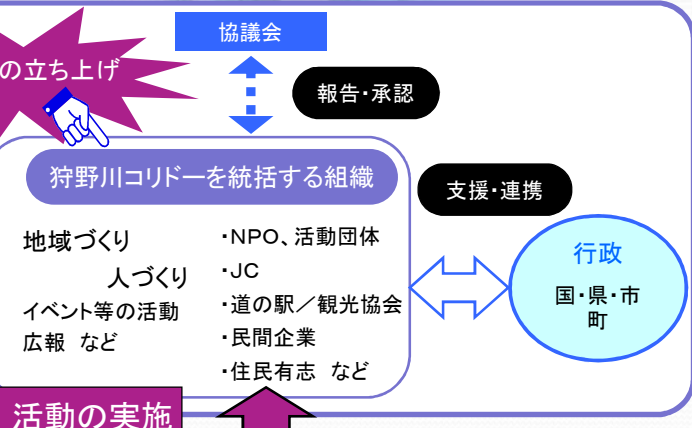 協議会
の立ち上げ
報告・承認
狩野川コリドーを統括する組織
支援・連携
地域づくり
人づくり
イベント等の活動
広報 など
・NPO、活動団体
・JC
・道の駅／観光協会
・民間企業
・住民有志 など
行政
国・県・市
町
活動の実施